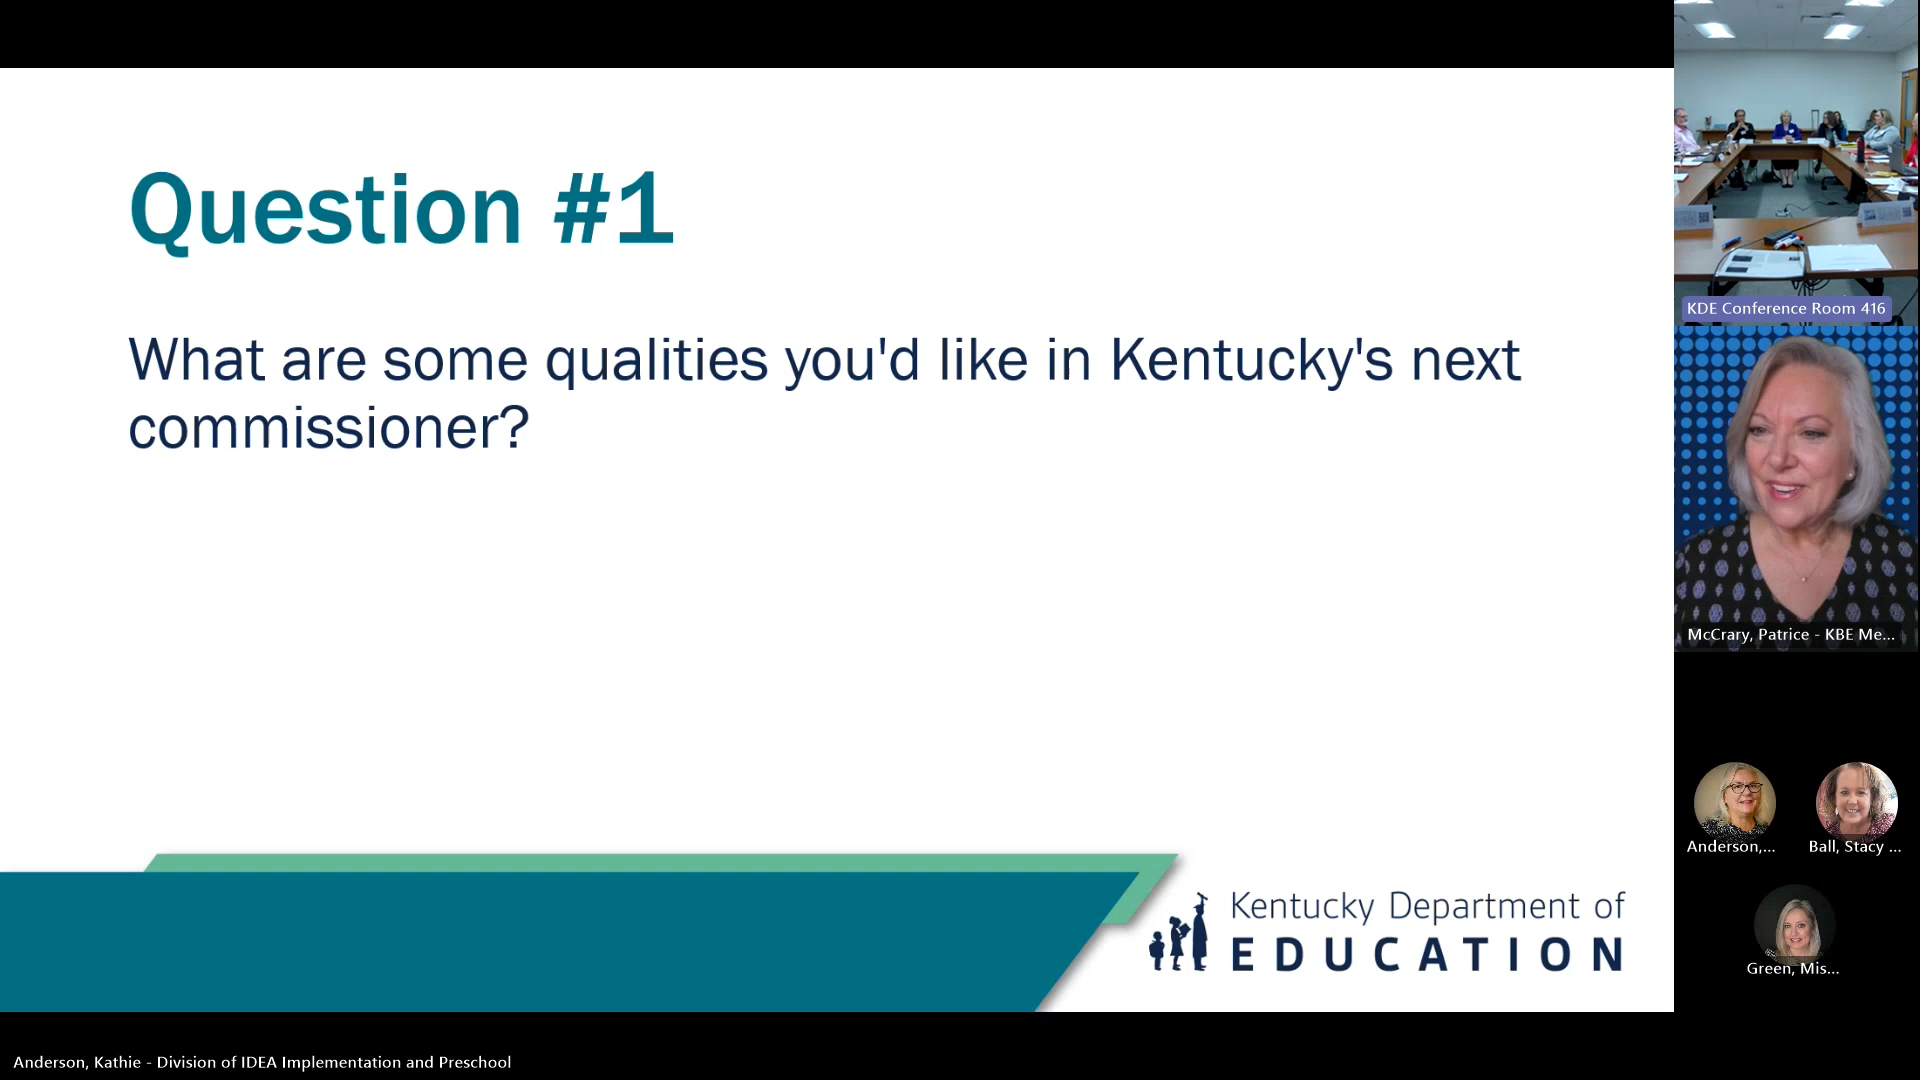 Question #1
What are some qualities you'd like in Kentucky's next
commissioner?
Kentucky Department of
EDUCATION
KDE Conference Room 416
McCrary, Patrice - KBE Me...
Anderson,...
Ball, Stacy ...
Green, Mis...
Anderson, Kathie - Division of IDEA Implementation and Preschool